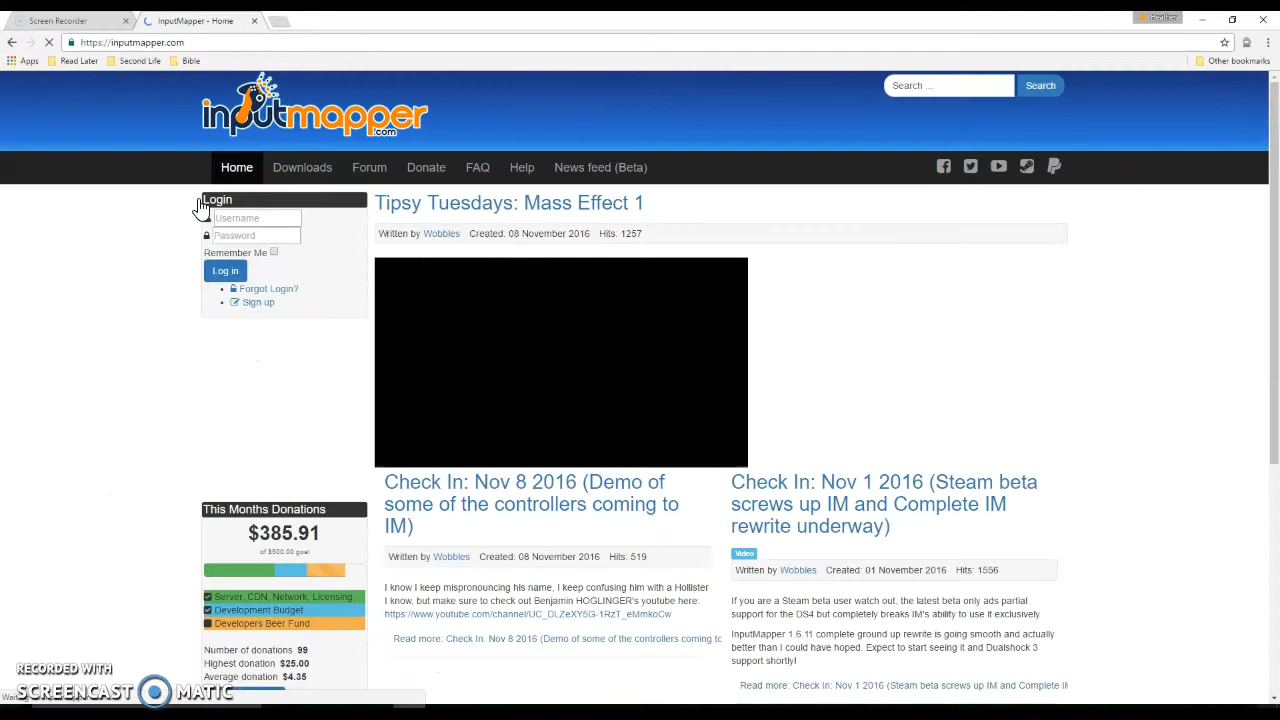 Screen Recorder
InputMapper - Home
Heather
https://inputmapper.com
Apps
Read Later
Second Life
Bible
Other bookmarks
inputmapper
.com
Search ...
Search
Home
Downloads
Forum
Donate
FAQ
Help
News feed (Beta)
Login
Username
Password
Remember Me
Log in
Forgot Login?
Sign up
Tipsy Tuesdays: Mass Effect 1
Written by Wobbles Created: 08 November 2016 Hits: 1257
This Months Donations
$385.91
of $500.00 goal
Server, CDN, Network, Licensing
Development Budget
Developers Beer Fund
Number of donations 99
Highest donation $25.00
Average donation $4.35
Check In: Nov 8 2016 (Demo of
some of the controllers coming to
IM)
Written by Wobbles Created: 08 November 2016 Hits: 519
I know I keep mispronouncing his name, I keep confusing him with a Hollister
I know, but make sure to check out Benjamin HOGLINGER's youtube here:
https://www.youtube.com/channel/UC_DLZeXY5G-1RzT_eMmkoCw
Read more: Check In: Nov 8 2016 (Demo of some of the controllers coming to
Check In: Nov 1 2016 (Steam beta
screws up IM and Complete IM
rewrite underway)
Video
Written by Wobbles Created: 01 November 2016 Hits: 1556
If you are a Steam beta user watch out, the latest beta only ads partial
support for the DS4 but completely breaks IM's ability to use it exclusively
InputMapper 1.6.11 complete ground up rewrite is going smooth and actually
better than I could have hoped. Expect to start seeing it and Dualshock 3
support shortly!
Read more: Check In: Nov 1 2016 (Steam beta screws up IM and Complete IM
RECORDED WITH
SCREENCAST MATIC